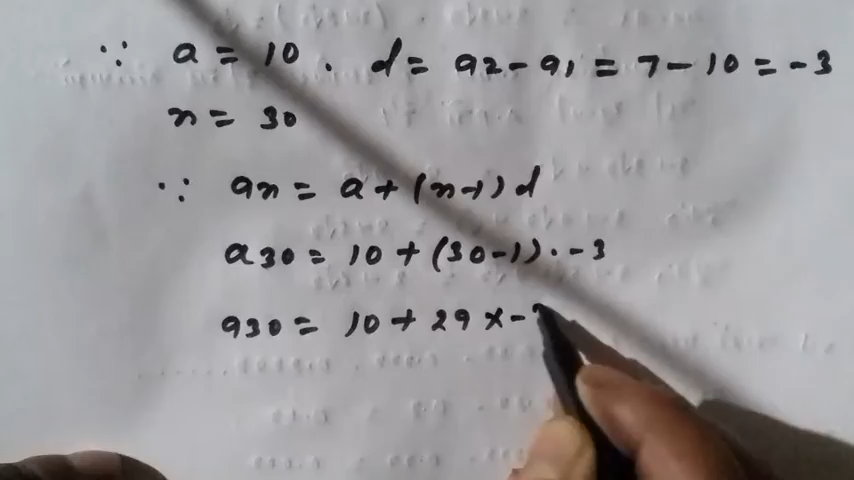 ∵ a = 10 . d = a2 - a1 = 7 - 10 = -3
n = 30
∵ an = a + (n-1) d
a30 = 10 + (30-1) · -3
a30 = 10 + 29 × -